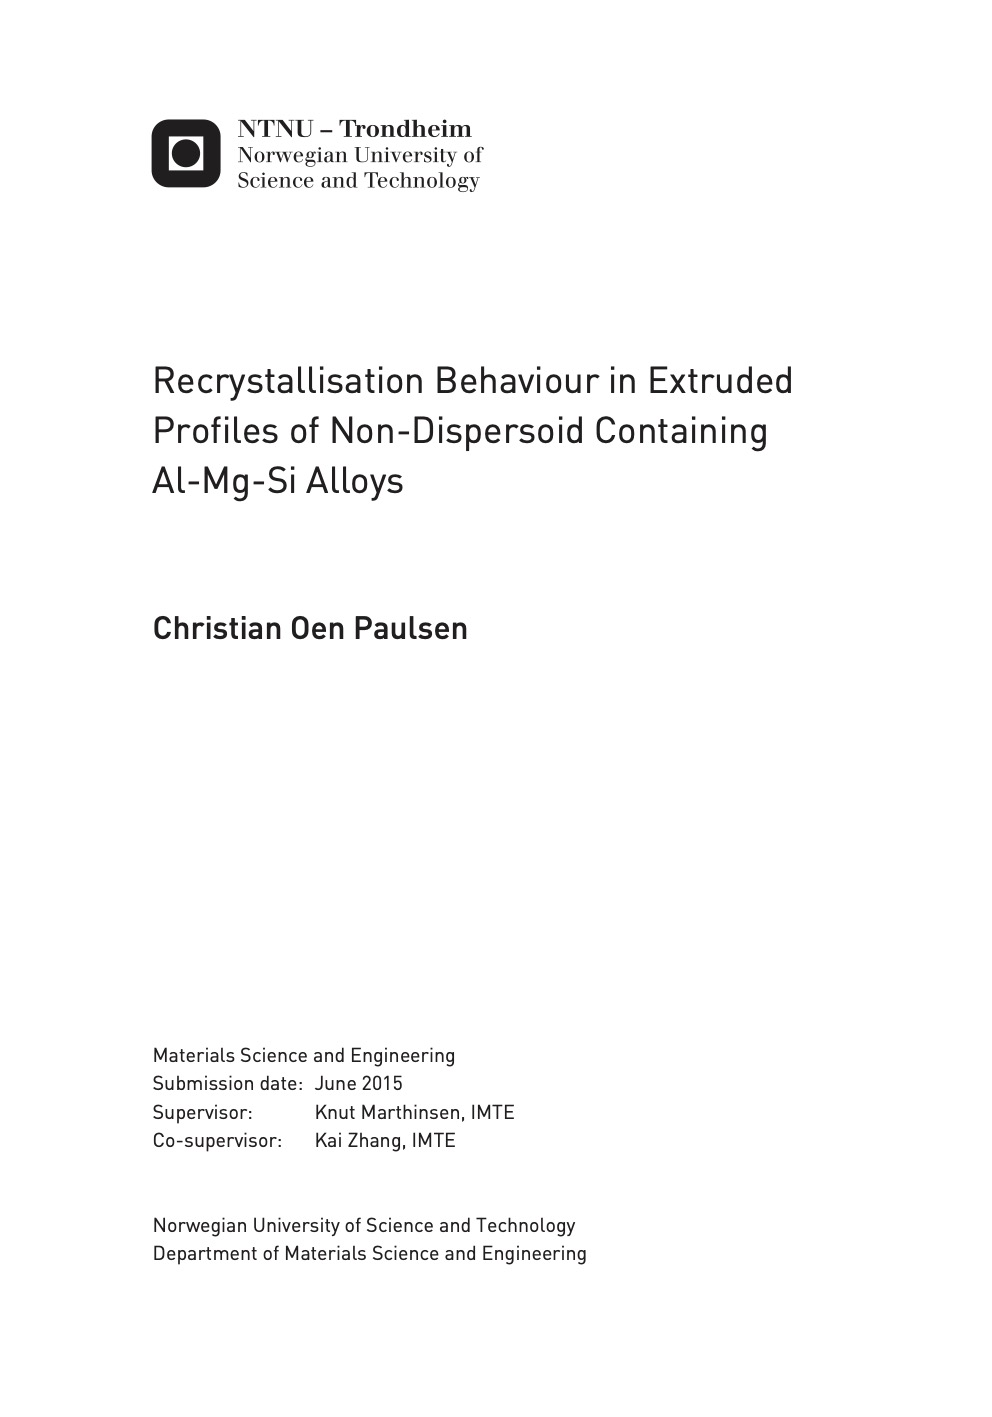 NTNU – Trondheim
Norwegian University of
Science and Technology
Recrystallisation Behaviour in Extruded
Profiles of Non-Dispersoid Containing
Al-Mg-Si Alloys
Christian Oen Paulsen
Materials Science and Engineering
Submission date: June 2015
Supervisor: Knut Marthinsen, IMTE
Co-supervisor: Kai Zhang, IMTE
Norwegian University of Science and Technology
Department of Materials Science and Engineering